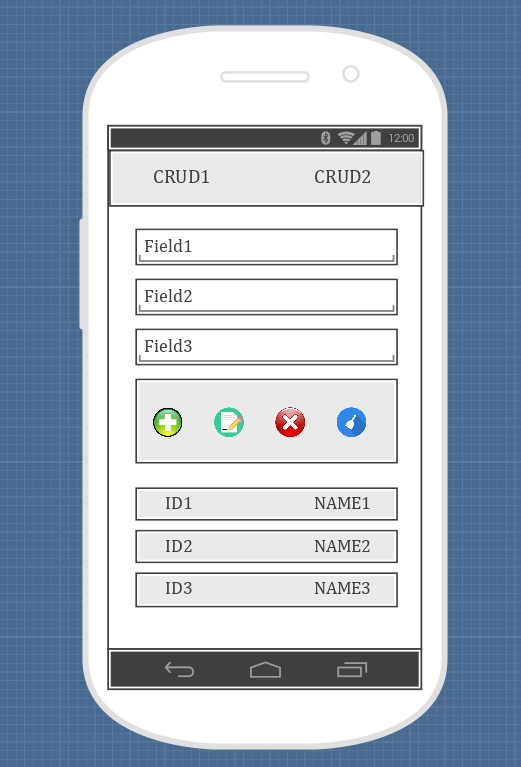 12:00
CRUD1 CRUD2
Field1
Field2
Field3
ID1 NAME1
ID2 NAME2
ID3 NAME3